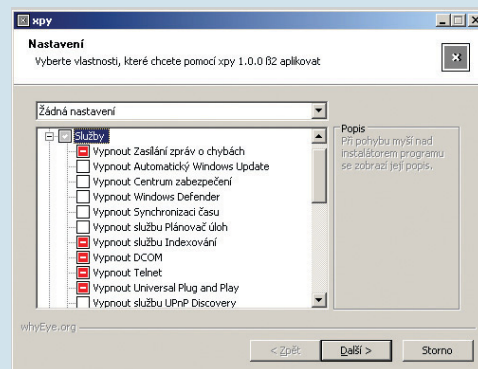 xpy
Nastavení
Vyberte vlastnosti, které chcete pomocí xpy 1.0.0 ß2 aplikovat
Žádná nastavení
Služby
Vypnout Zasílání zpráv o chybách
Vypnout Automatický Windows Update
Vypnout Centrum zabezpečení
Vypnout Windows Defender
Vypnout Synchronizaci času
Vypnout službu Plánovač úloh
Vypnout službu Indexování
Vypnout DCOM
Vypnout Telnet
Vypnout Universal Plug and Play
Vypnout službu UPnP Discovery
Popis
Při pohybu myší nad
instalátorem programu
se zobrazí její popis.
whyEye.org
< Zpět
Další >
Storno